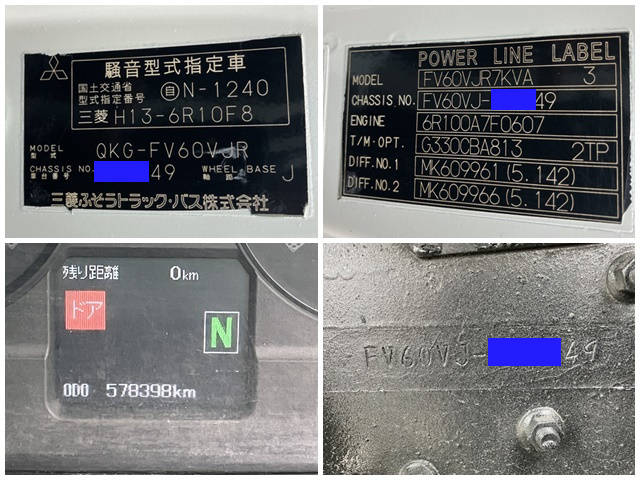 騒音型式指定車
国土交通省
型式指定番号 自N-1240
三菱 H13-6R10F8
MODEL
型式 QKG-FV60VJR
CHASSIS NO.
車台番号 49 WHEEL BASE
軸距 J
三菱ふそうトラック・バス株式会社
POWER LINE LABEL
MODEL FV60VJR7KVA 3
CHASSIS.NO. FV60VJ- 49
ENGINE 6R100A7F0607
T/M・OPT. G330CBA813 2TP
DIFF.NO.1 MK609961(5.142)
DIFF.NO.2 MK609966(5.142)
残り足距離 0km
ドア
N
ODO 578398km
FV60VJ- 49